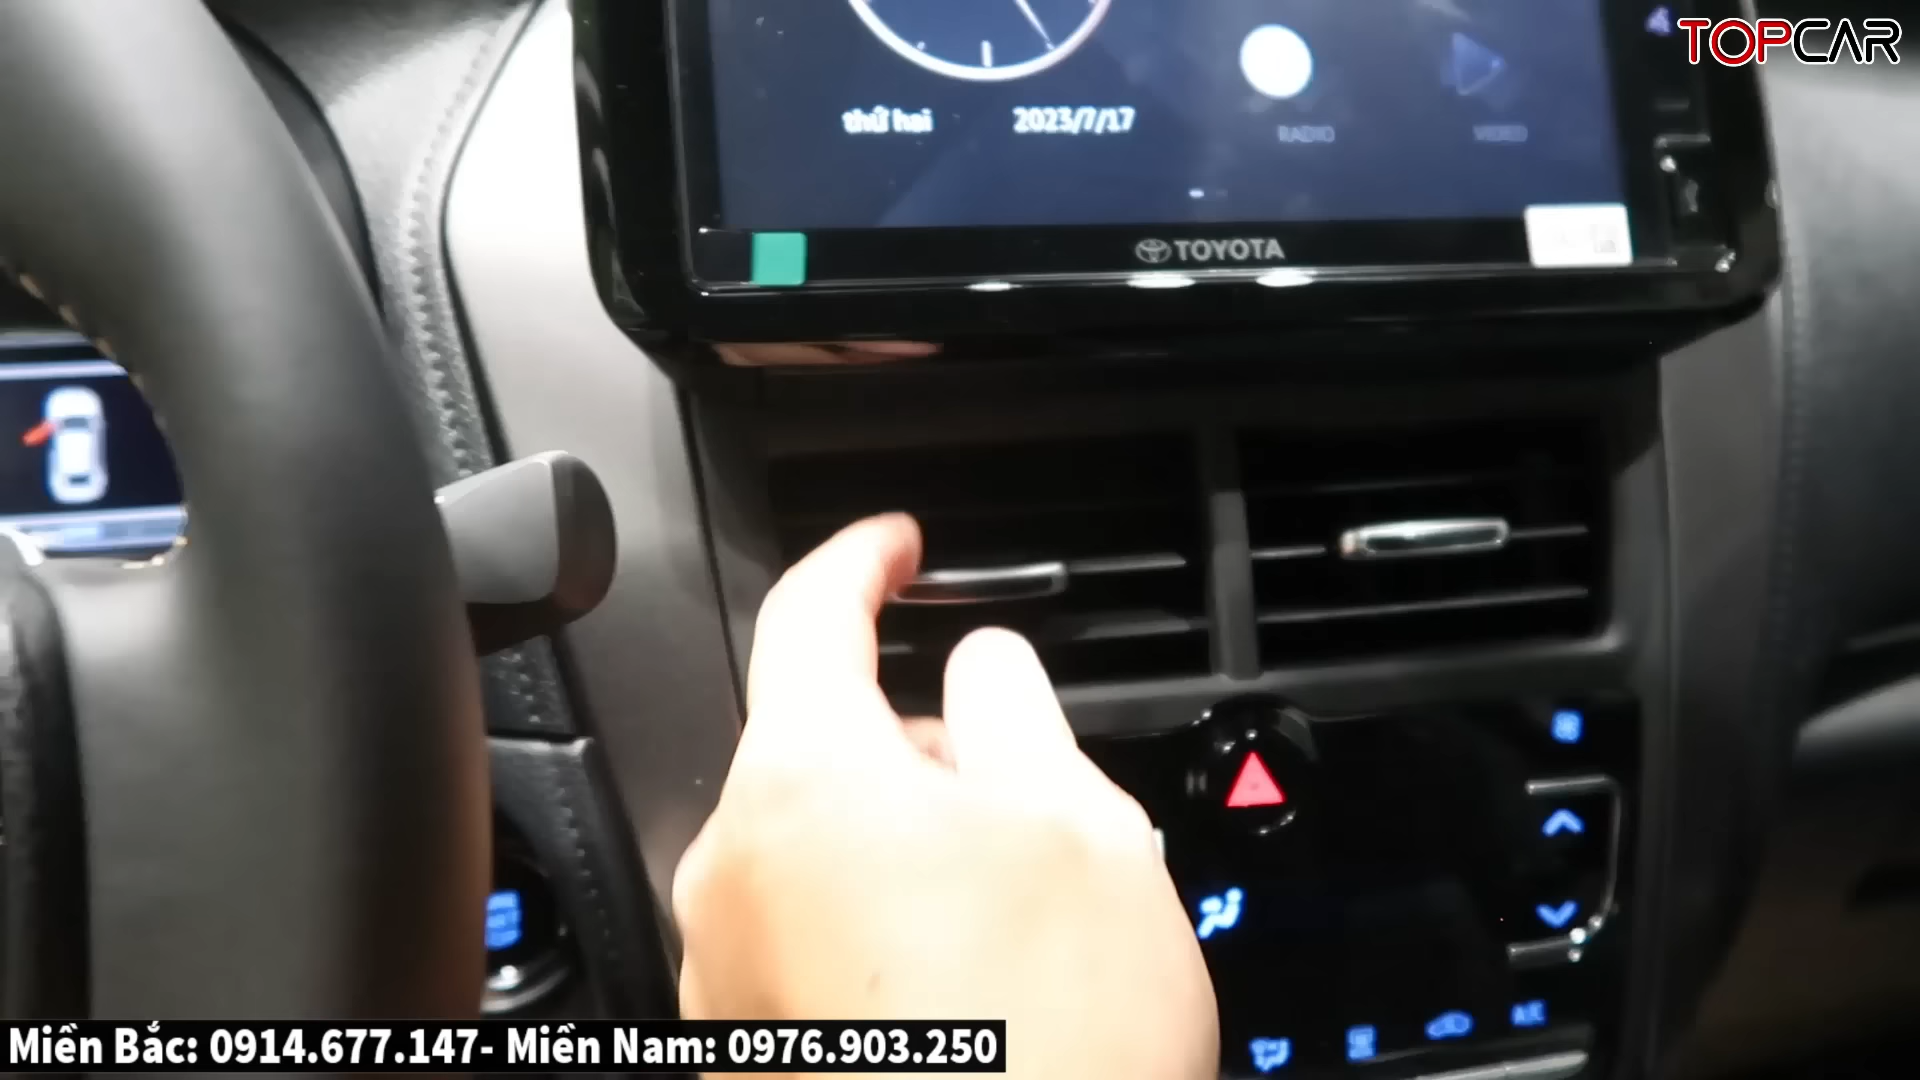 TOPCAR
thứ hai
2023/7/17
RADIO
VIDEO
TOYOTA
A/C
Miền Bắc: 0914.677.147- Miền Nam: 0976.903.250